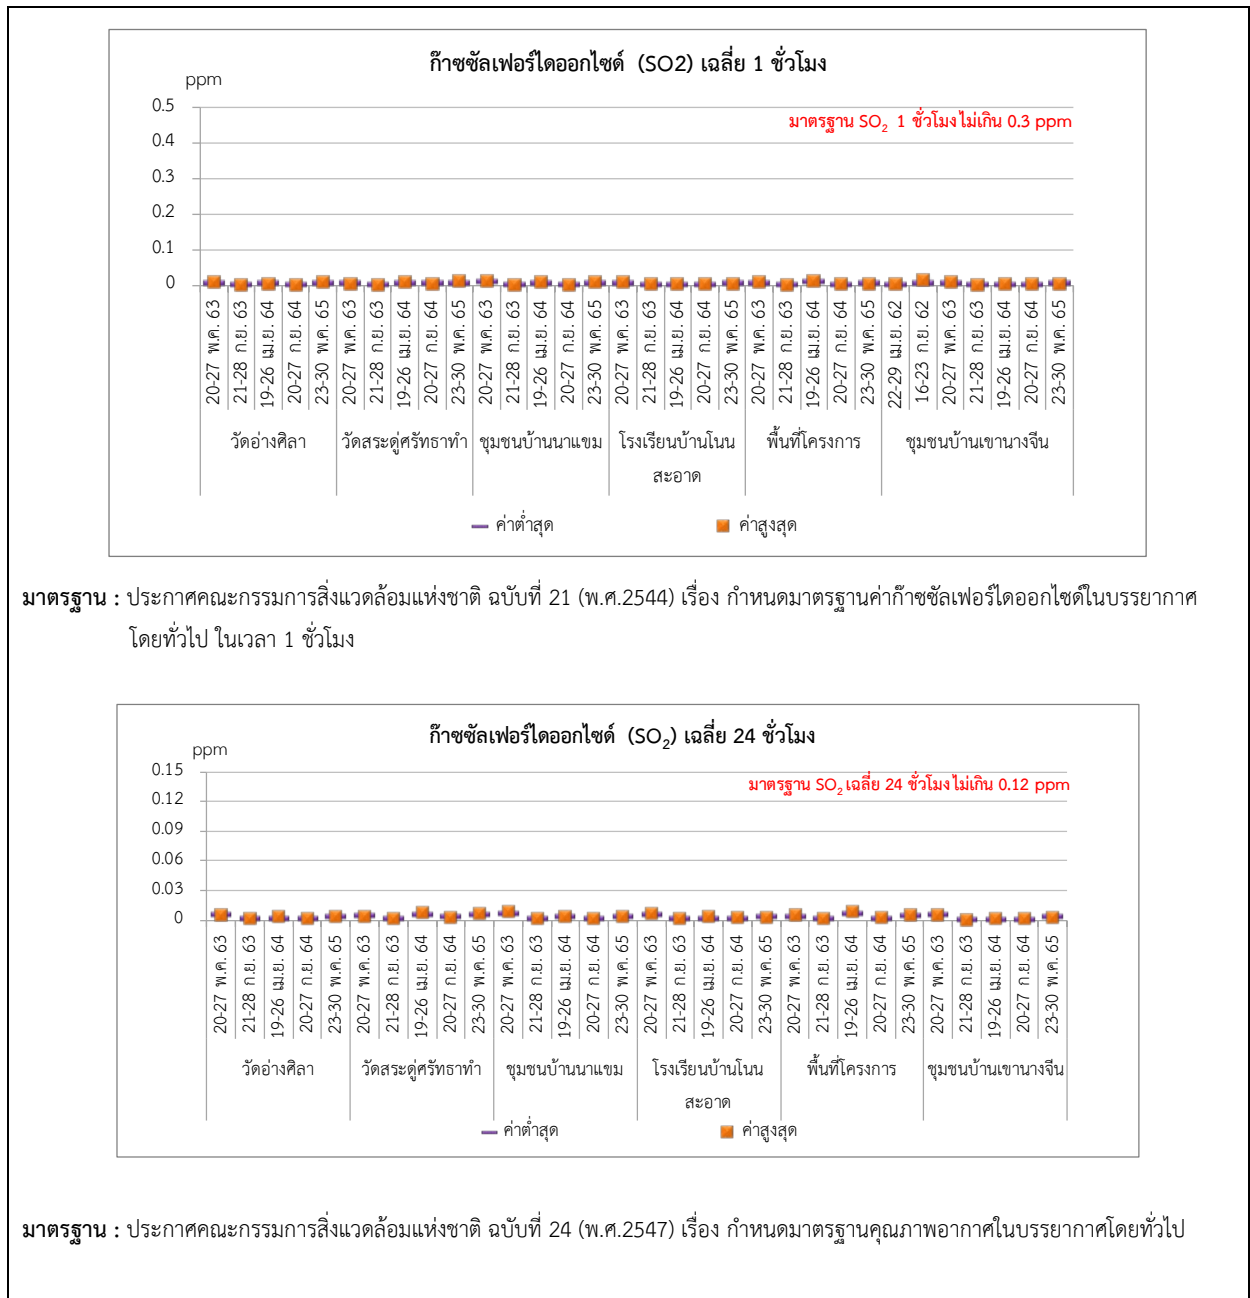 ก๊าซซัลเฟอร์ไดออกไซด์ (SO2) เฉลี่ย 1 ชั่วโมง
ppm
มาตรฐาน SO₂ 1 ชั่วโมง ไม่เกิน 0.3 ppm
0.5
0.4
0.3
0.2
0.1
0
20-27 พ.ค. 63
21-28 ก.ย. 63
19-26 เม.ย. 64
20-27 ก.ย. 64
23-30 พ.ค. 65
20-27 พ.ค. 63
21-28 ก.ย. 63
19-26 เม.ย. 64
20-27 ก.ย. 64
23-30 พ.ค. 65
20-27 พ.ค. 63
21-28 ก.ย. 63
19-26 เม.ย. 64
20-27 ก.ย. 64
23-30 พ.ค. 65
20-27 พ.ค. 63
21-28 ก.ย. 63
19-26 เม.ย. 64
20-27 ก.ย. 64
23-30 พ.ค. 65
20-27 พ.ค. 63
21-28 ก.ย. 63
19-26 เม.ย. 64
20-27 ก.ย. 64
23-30 พ.ค. 65
22-29 เม.ย. 62
16-23 ก.ย. 62
20-27 พ.ค. 63
21-28 ก.ย. 63
19-26 เม.ย. 64
20-27 ก.ย. 64
23-30 พ.ค. 65
วัดอ่างศิลา วัดสระดู่ศรัทธาทำ ชุมชนบ้านนาแขม โรงเรียนบ้านโนน พื้นที่โครงการ ชุมชนบ้านเขานางจีน
สะอาด
ค่าต่ำสุด ค่าสูงสุด
มาตรฐาน : ประกาศคณะกรรมการสิ่งแวดล้อมแห่งชาติ ฉบับที่ 21 (พ.ศ.2544) เรื่อง กำหนดมาตรฐานค่าก๊าซซัลเฟอร์ไดออกไซด์ในบรรยากาศ
โดยทั่วไป ในเวลา 1 ชั่วโมง
ก๊าซซัลเฟอร์ไดออกไซด์ (SO₂) เฉลี่ย 24 ชั่วโมง
ppm
มาตรฐาน SO₂ เฉลี่ย 24 ชั่วโมง ไม่เกิน 0.12 ppm
0.15
0.12
0.09
0.06
0.03
0
20-27 พ.ค. 63
21-28 ก.ย. 63
19-26 เม.ย. 64
20-27 ก.ย. 64
23-30 พ.ค. 65
20-27 พ.ค. 63
21-28 ก.ย. 63
19-26 เม.ย. 64
20-27 ก.ย. 64
23-30 พ.ค. 65
20-27 พ.ค. 63
21-28 ก.ย. 63
19-26 เม.ย. 64
20-27 ก.ย. 64
23-30 พ.ค. 65
20-27 พ.ค. 63
21-28 ก.ย. 63
19-26 เม.ย. 64
20-27 ก.ย. 64
23-30 พ.ค. 65
20-27 พ.ค. 63
21-28 ก.ย. 63
19-26 เม.ย. 64
20-27 ก.ย. 64
23-30 พ.ค. 65
20-27 พ.ค. 63
21-28 ก.ย. 63
19-26 เม.ย. 64
20-27 ก.ย. 64
23-30 พ.ค. 65
วัดอ่างศิลา วัดสระดู่ศรัทธาทำ ชุมชนบ้านนาแขม โรงเรียนบ้านโนน พื้นที่โครงการ ชุมชนบ้านเขานางจีน
สะอาด
ค่าต่ำสุด ค่าสูงสุด
มาตรฐาน : ประกาศคณะกรรมการสิ่งแวดล้อมแห่งชาติ ฉบับที่ 24 (พ.ศ.2547) เรื่อง กำหนดมาตรฐานคุณภาพอากาศในบรรยากาศโดยทั่วไป